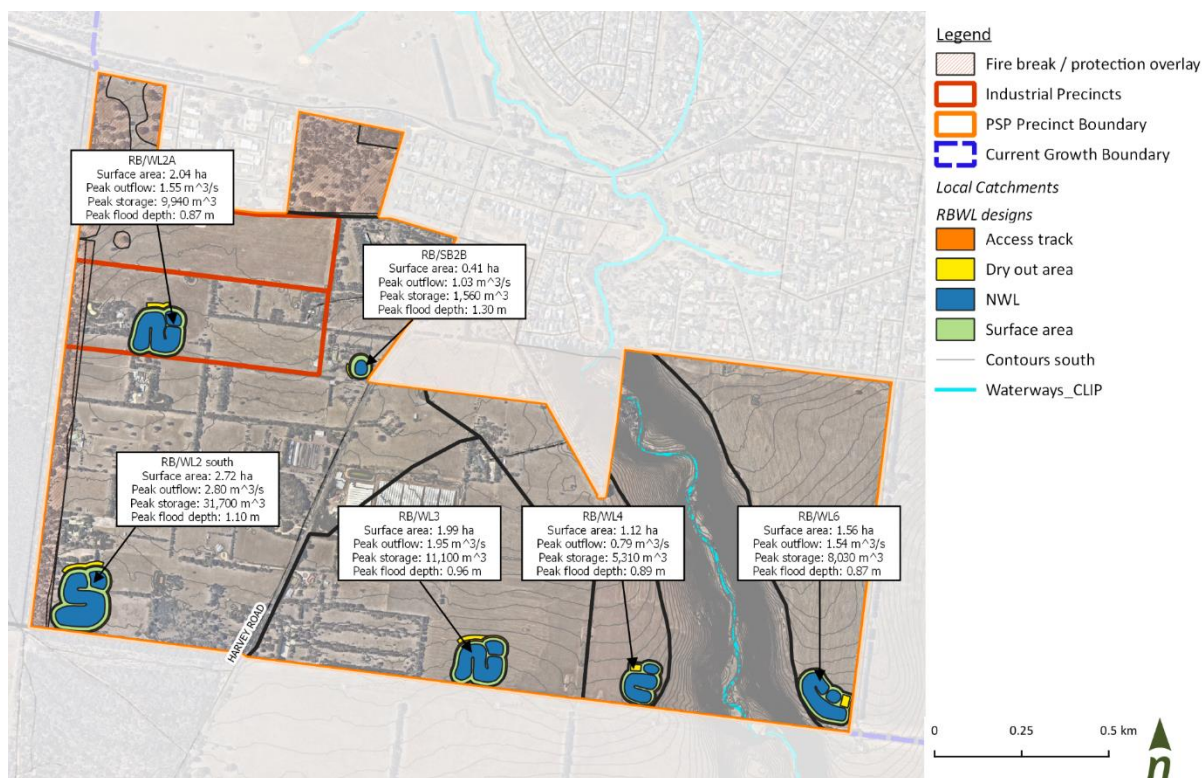 RB/WL2A
Surface area: 2.04 ha
Peak outflow: 1.55 m^3/s
Peak storage: 9,940 m^3
Peak flood depth: 0.87 m
RB/SB2B
Surface area: 0.41 ha
Peak outflow: 1.03 m^3/s
Peak storage: 1,560 m^3
Peak flood depth: 1.30 m
RB/WL2 south
Surface area: 2.72 ha
Peak outflow: 2.80 m^3/s
Peak storage: 31,700 m^3
Peak flood depth: 1.10 m
RB/WL3
Surface area: 1.99 ha
Peak outflow: 1.95 m^3/s
Peak storage: 11,100 m^3
Peak flood depth: 0.96 m
RB/WL4
Surface area: 1.12 ha
Peak outflow: 0.79 m^3/s
Peak storage: 5,310 m^3
Peak flood depth: 0.89 m
RB/WL6
Surface area: 1.56 ha
Peak outflow: 1.54 m^3/s
Peak storage: 8,030 m^3
Peak flood depth: 0.87 m
HARVEY ROAD
Legend
Fire break / protection overlay
Industrial Precincts
PSP Precinct Boundary
Current Growth Boundary
Local Catchments
RBWL designs
Access track
Dry out area
NWL
Surface area
Contours south
Waterways_CLIP
0 0.25 0.5 km
n